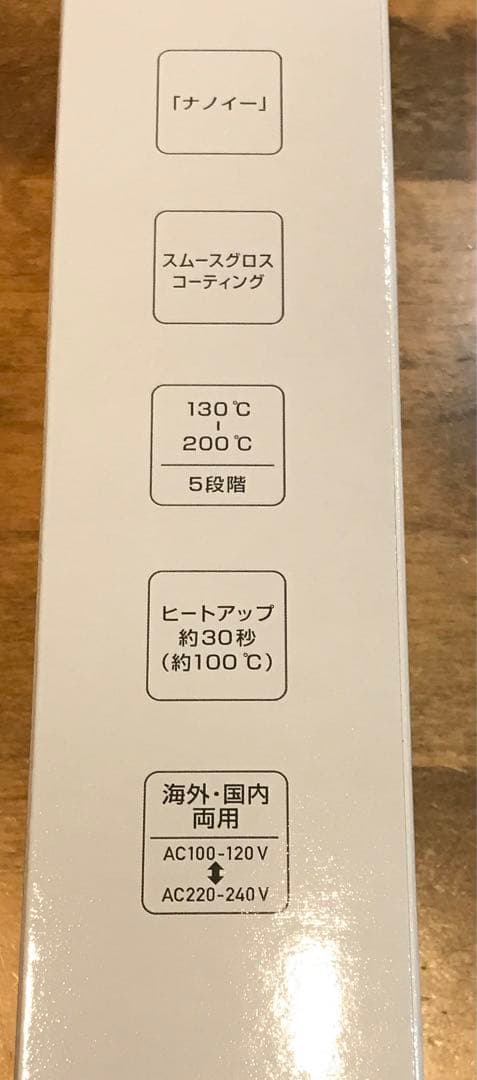 「ナノイー」
スムースグロス
コーティング
130℃
-
200℃
5段階
ヒートアップ
約30秒
(約100℃)
海外・国内
両用
AC100-120V
↕
AC220-240V